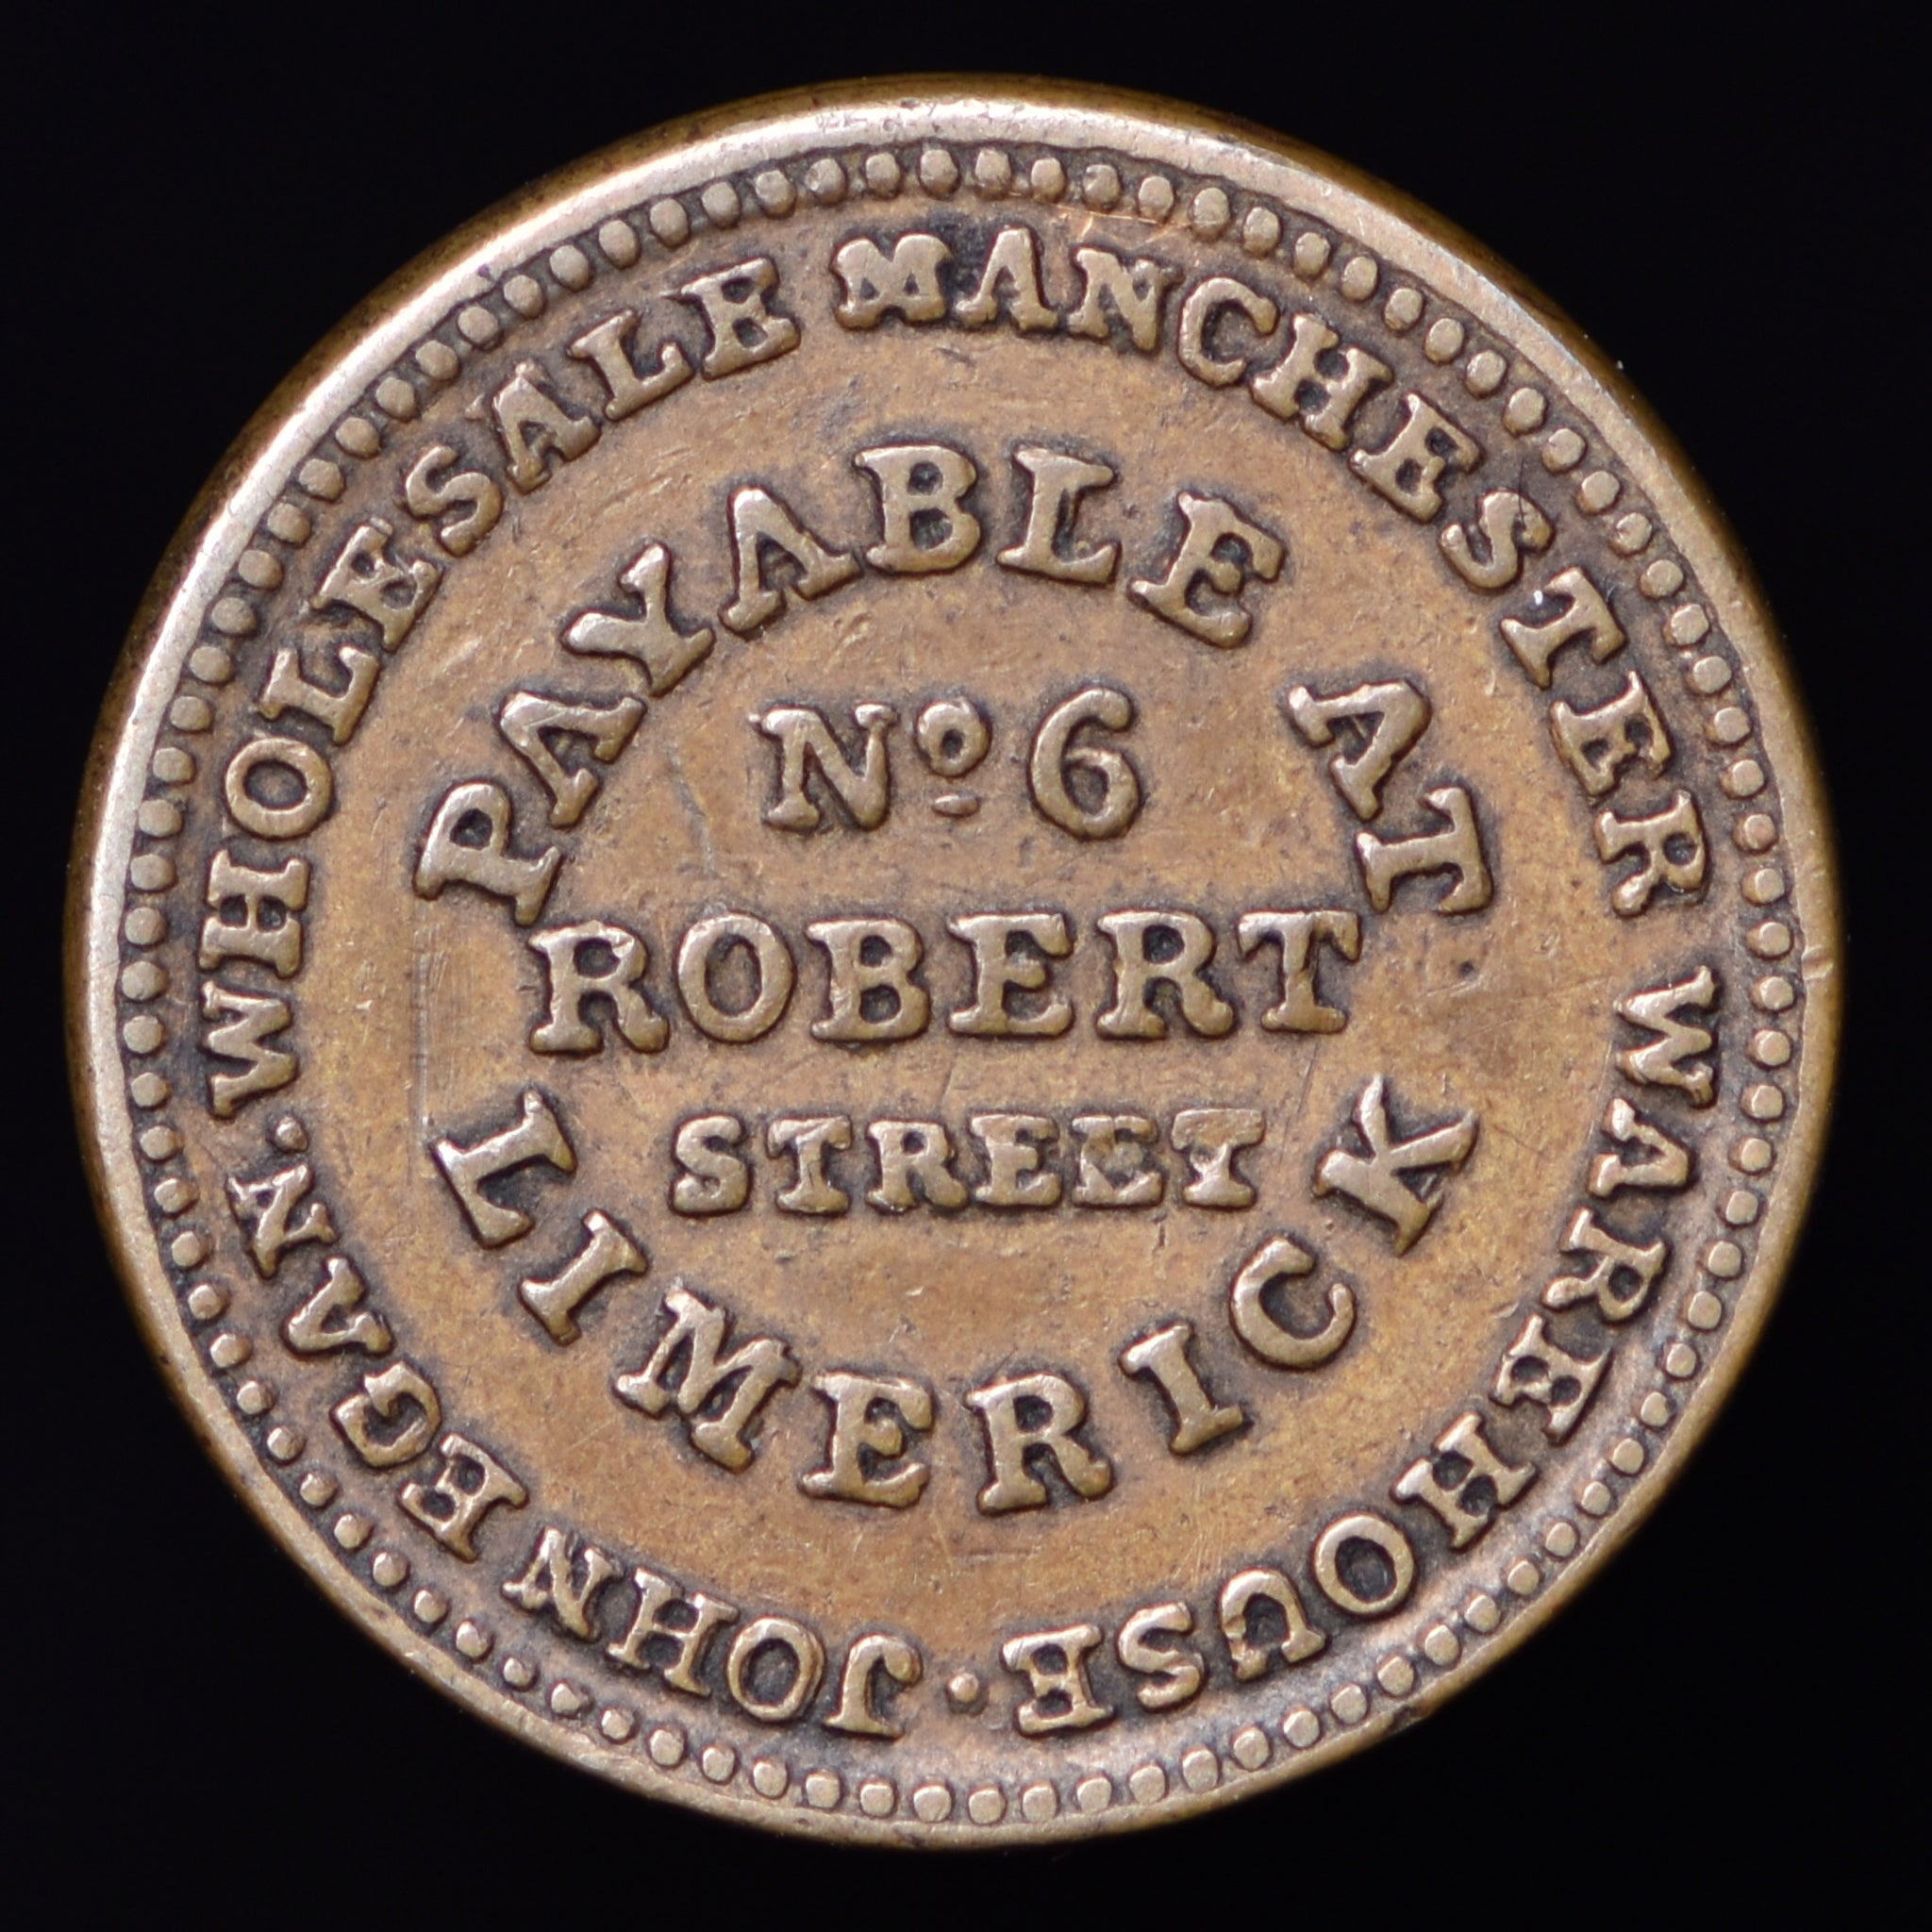 JOHN EGAN. WHOLESALE MANCHESTER WAREHOUSE .
PAYABLE AT
No. 6
ROBERT
STREET
LIMERICK